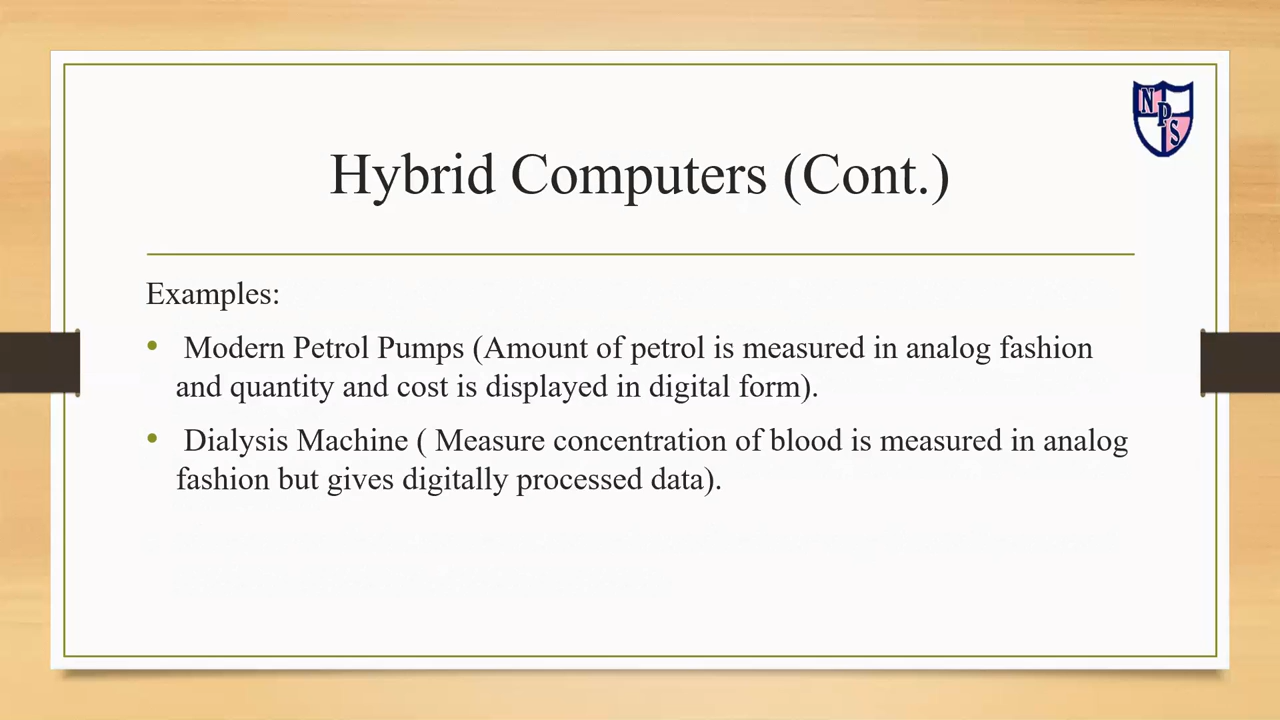 N
P
S
Hybrid Computers (Cont.)
Examples:
• Modern Petrol Pumps (Amount of petrol is measured in analog fashion
and quantity and cost is displayed in digital form).
• Dialysis Machine ( Measure concentration of blood is measured in analog
fashion but gives digitally processed data).